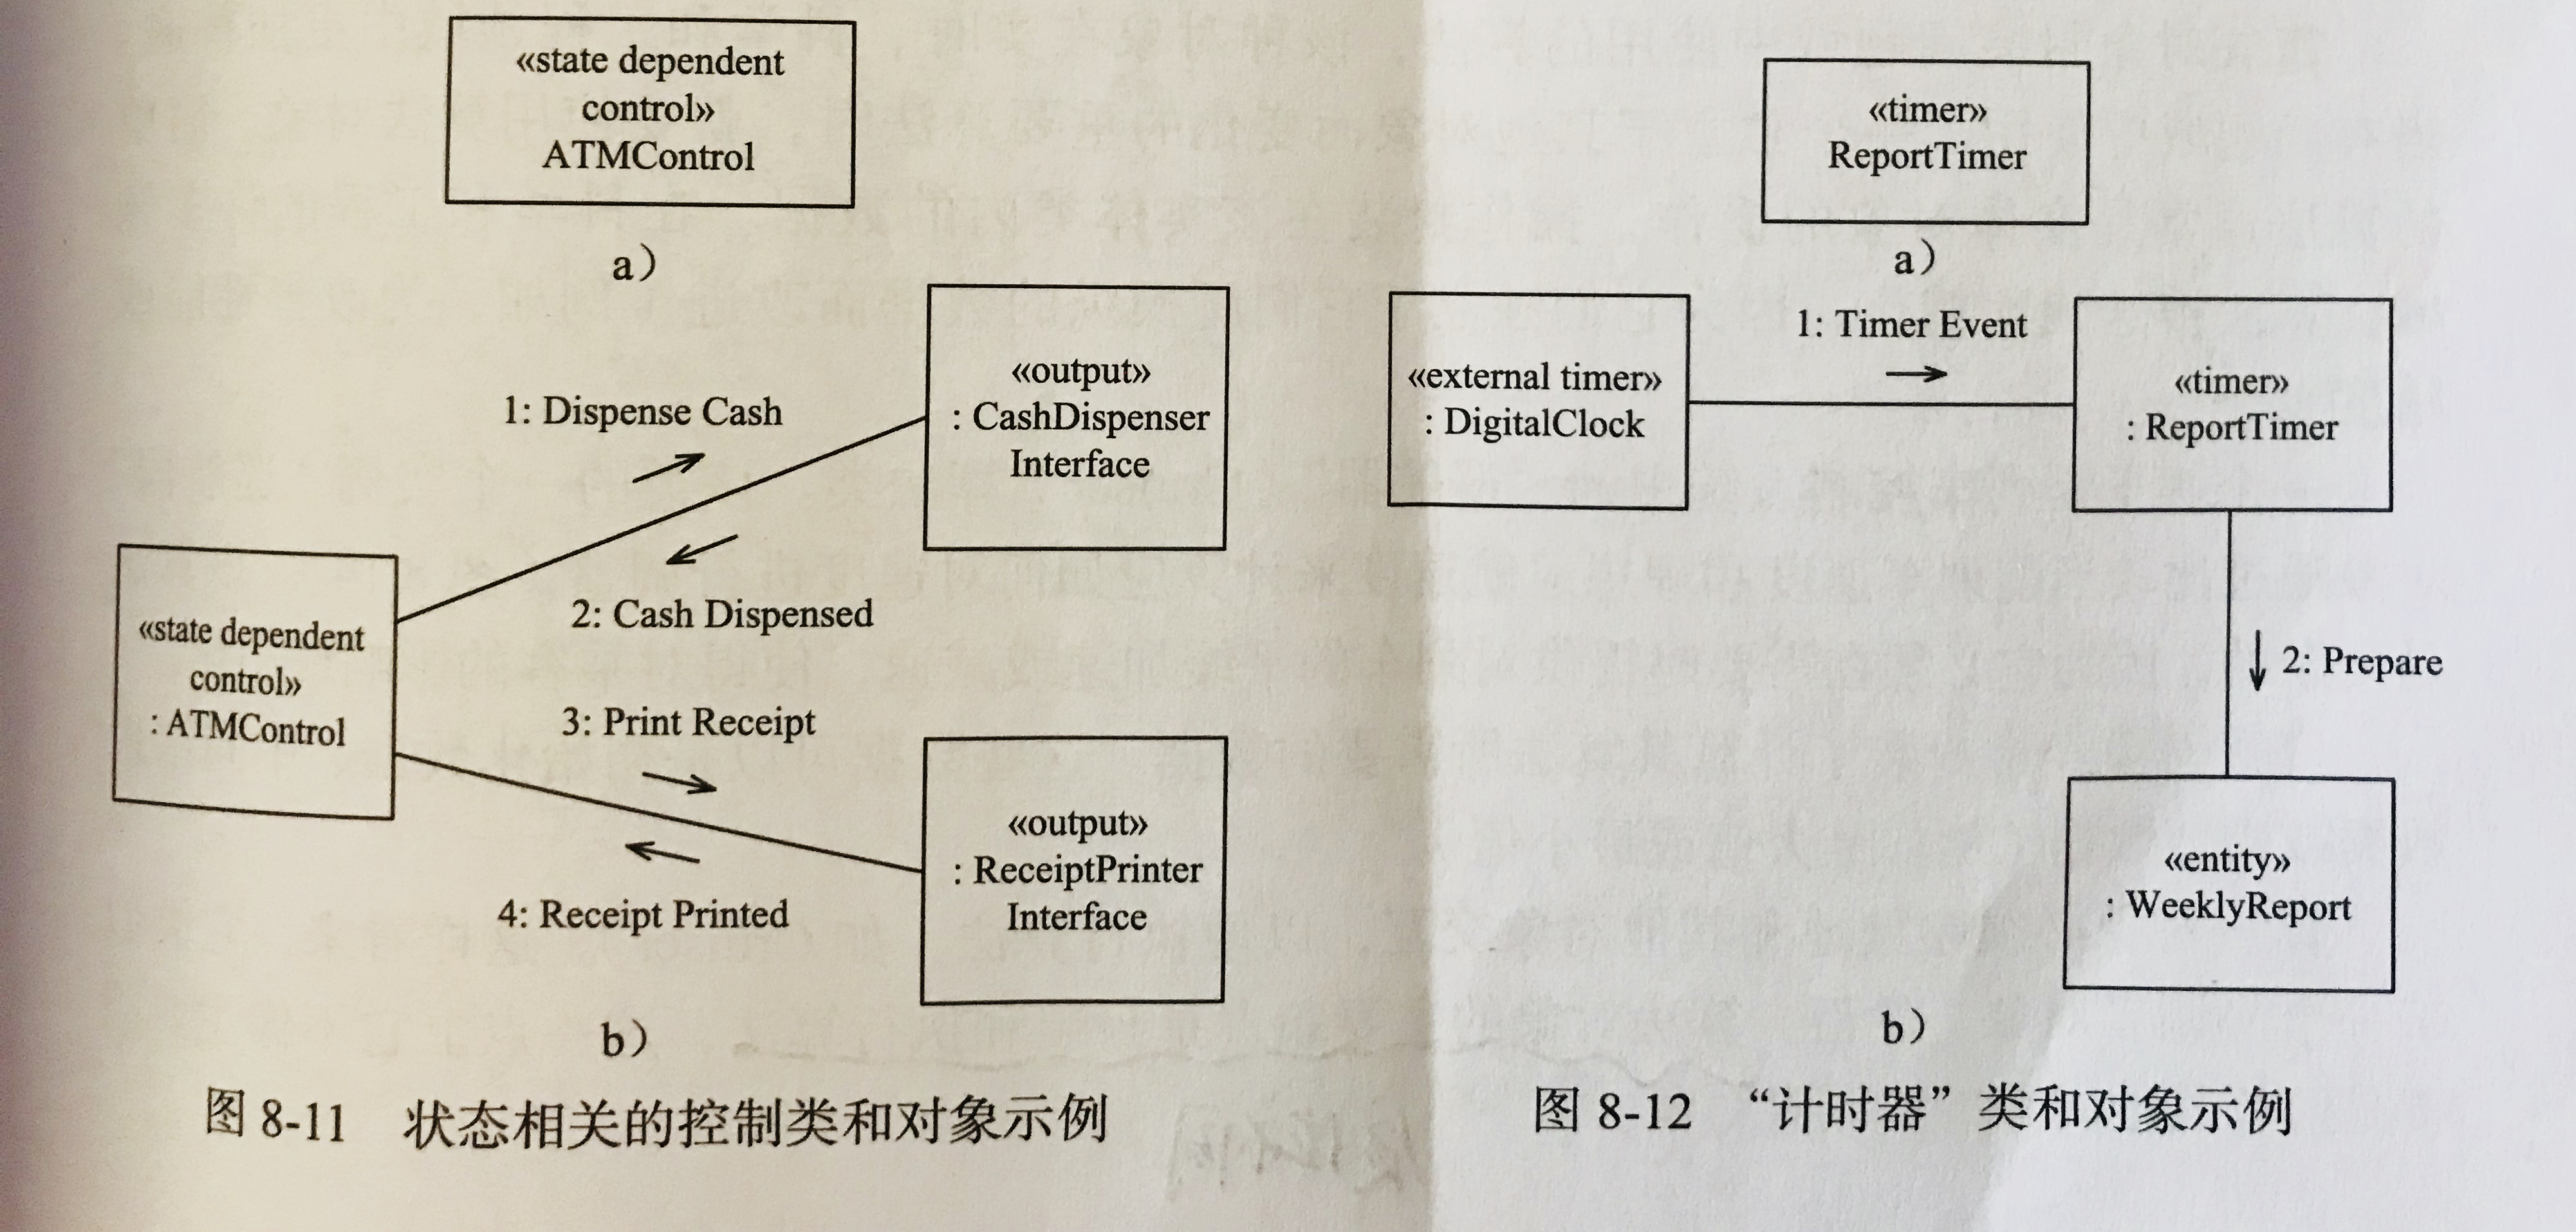 «state dependent
control»
ATMControl
a）
1: Dispense Cash
«output»
: CashDispenser
Interface
2: Cash Dispensed
«state dependent
control»
: ATMControl
3: Print Receipt
«output»
: ReceiptPrinter
Interface
4: Receipt Printed
b）
图 8-11 状态相关的控制类和对象示例
«timer»
ReportTimer
a）
1: Timer Event
«external timer»
: DigitalClock
«timer»
: ReportTimer
2: Prepare
«entity»
: WeeklyReport
b）
图 8-12 “计时器”类和对象示例